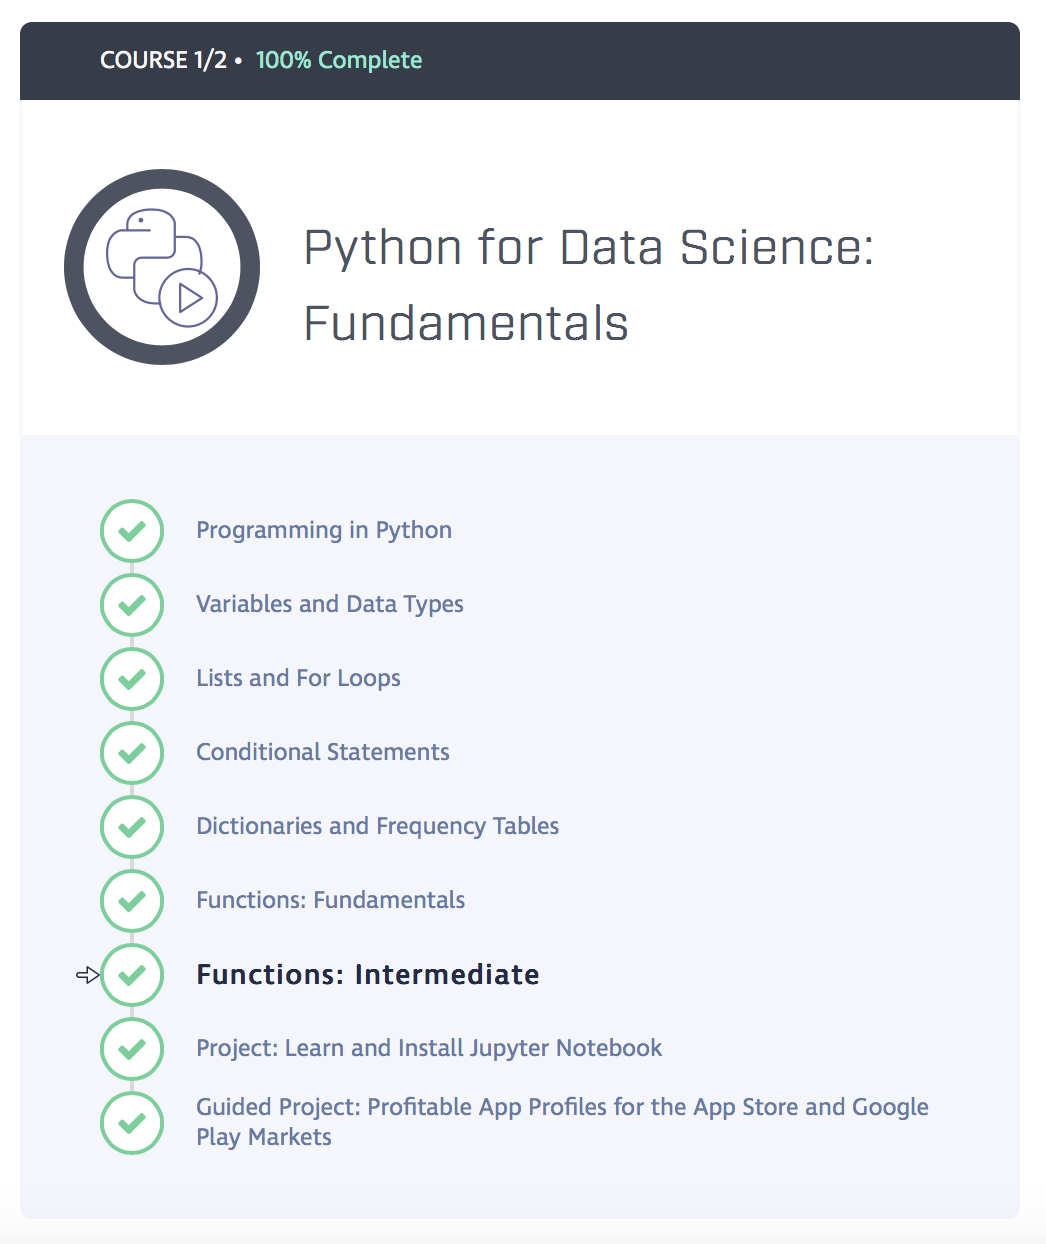 COURSE 1/2 • 100% Complete
Python for Data Science:
Fundamentals
Programming in Python
Variables and Data Types
Lists and For Loops
Conditional Statements
Dictionaries and Frequency Tables
Functions: Fundamentals
Functions: Intermediate
Project: Learn and Install Jupyter Notebook
Guided Project: Profitable App Profiles for the App Store and Google
Play Markets